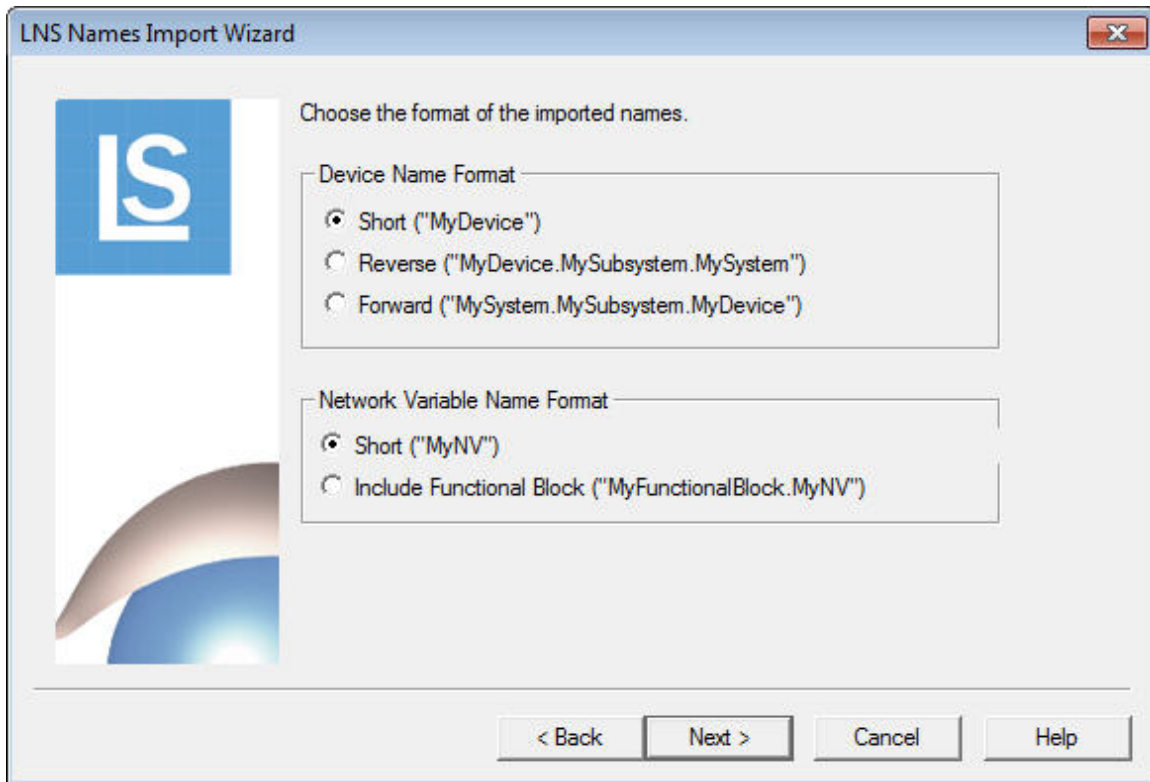 LNS Names Import Wizard
LS
Choose the format of the imported names.
Device Name Format
Short ("MyDevice")
Reverse ("MyDevice.MySubsystem.MySystem")
Forward ("MySystem.MySubsystem.MyDevice")
Network Variable Name Format
Short ("MyNV")
Include Functional Block ("MyFunctionalBlock.MyNV")
< Back Next > Cancel Help